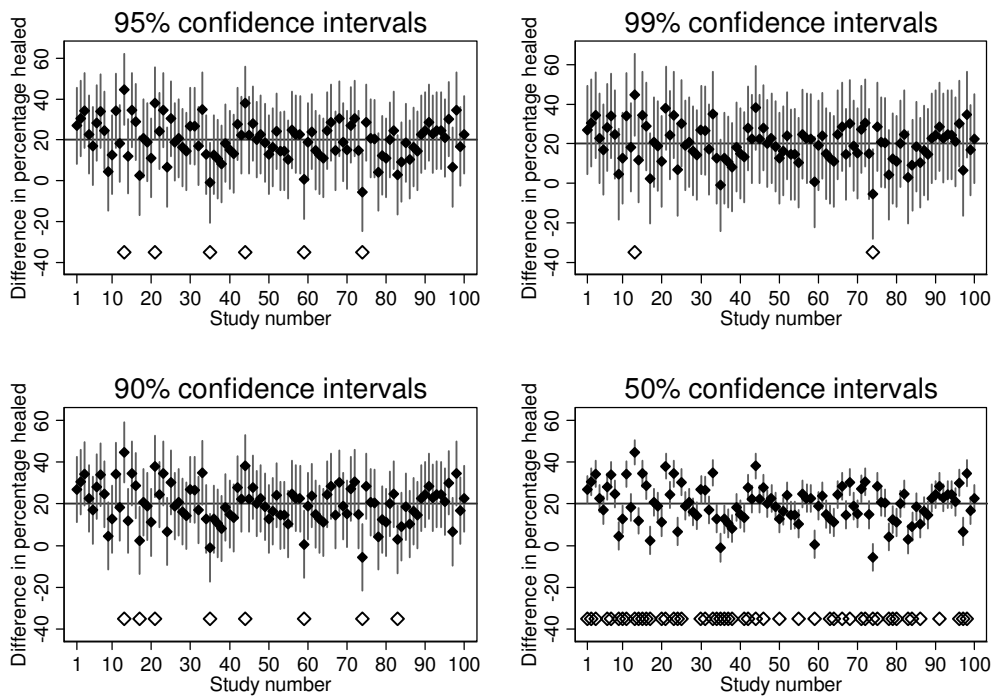 95% confidence intervals
Difference in percentage healed
60
40
20
0
-20
-40
1 10 20 30 40 50 60 70 80 90 100
Study number
99% confidence intervals
Difference in percentage healed
60
40
20
0
-20
-40
1 10 20 30 40 50 60 70 80 90 100
Study number
90% confidence intervals
Difference in percentage healed
60
40
20
0
-20
-40
1 10 20 30 40 50 60 70 80 90 100
Study number
50% confidence intervals
Difference in percentage healed
60
40
20
0
-20
-40
1 10 20 30 40 50 60 70 80 90 100
Study number